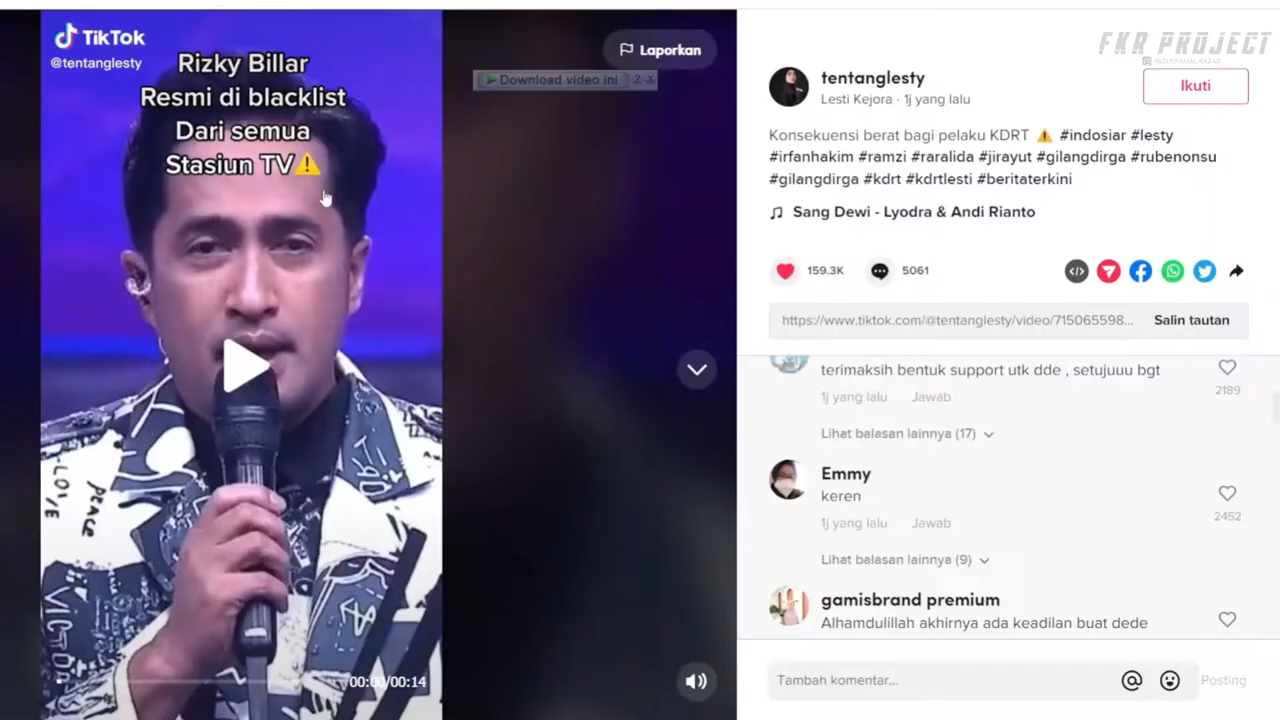 TikTok
@tentanglesty
Rizky Billar
Resmi di blacklist
Dari semua
Stasiun TV⚠️
Laporkan
Download video ini ? X
LOVE
PEACE
00:00/00:14
FKR PROJECT
tentanglesty
Lesti Kejora · 1j yang lalu
Ikuti
Konsekuensi berat bagi pelaku KDRT ⚠️ #indosiar #lesty
#irfanhakim #ramzi #raralida #jirayut #gilangdirga #rubenonsu
#gilangdirga #kdrt #kdrtlesti #beritaterkini
Sang Dewi - Lyodra & Andi Rianto
159.3K
5061
https://www.tiktok.com/@tentanglesty/video/715065598...
Salin tautan
terimaksih bentuk support utk dde , setujuuu bgt
2189
1j yang lalu Jawab
Lihat balasan lainnya (17)
Emmy
keren
2452
1j yang lalu Jawab
Lihat balasan lainnya (9)
gamisbrand premium
Alhamdulillah akhirnya ada keadilan buat dede
Tambah komentar...
Posting